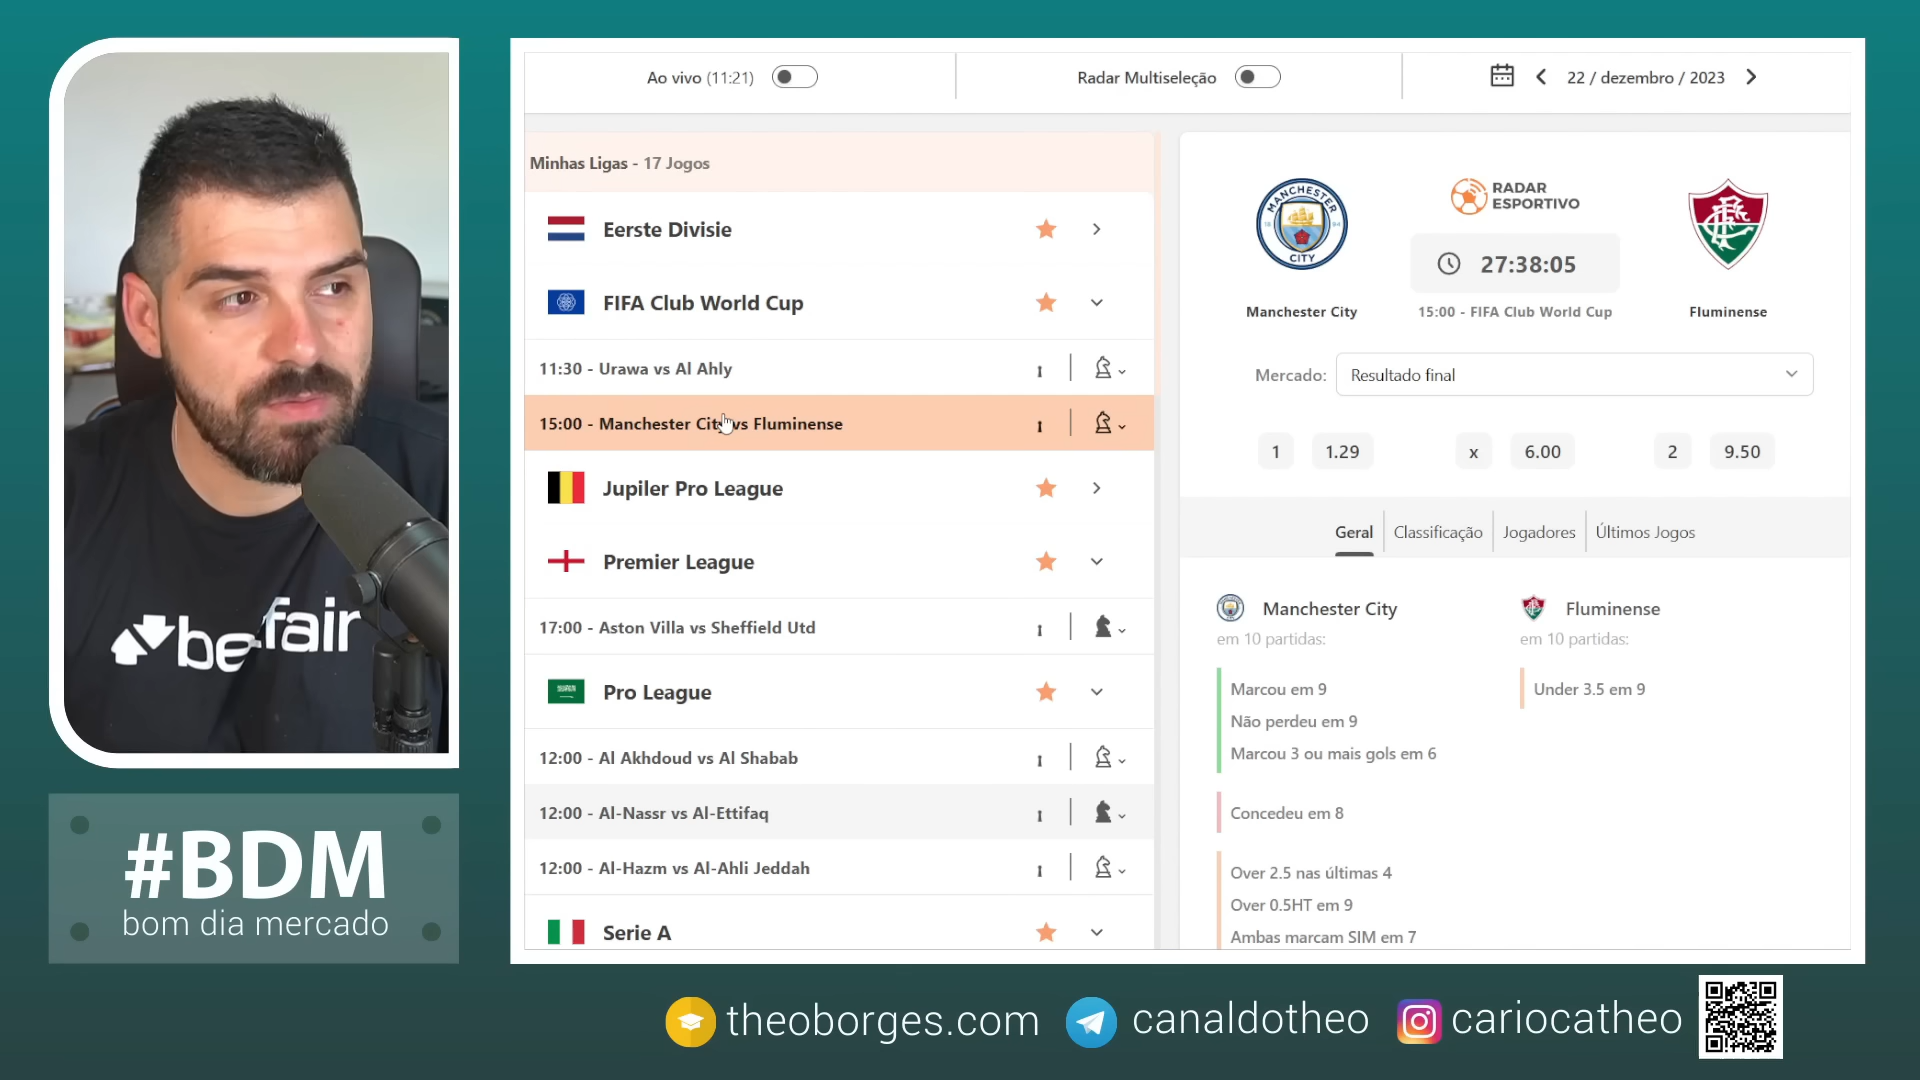 Ao vivo (11:21)
Radar Multiseleção
22 / dezembro / 2023
Minhas Ligas - 17 Jogos
Eerste Divisie
FIFA Club World Cup
11:30 - Urawa vs Al Ahly
15:00 - Manchester City vs Fluminense
Jupiler Pro League
Premier League
17:00 - Aston Villa vs Sheffield Utd
Pro League
12:00 - Al Akhdoud vs Al Shabab
12:00 - Al-Nassr vs Al-Ettifaq
12:00 - Al-Hazm vs Al-Ahli Jeddah
Serie A
MANCHESTER
18 94
CITY
RADAR
ESPORTIVO
27:38:05
Manchester City
15:00 - FIFA Club World Cup
Fluminense
Mercado:
Resultado final
1 1.29 x 6.00 2 9.50
Geral
Classificação
Jogadores
Últimos Jogos
Manchester City
em 10 partidas:
Marcou em 9
Não perdeu em 9
Marcou 3 ou mais gols em 6
Concedeu em 8
Over 2.5 nas últimas 4
Over 0.5HT em 9
Ambas marcam SIM em 7
Fluminense
em 10 partidas:
Under 3.5 em 9
betfair
#BDM
bom dia mercado
theoborges.com
canaldotheo
cariocatheo